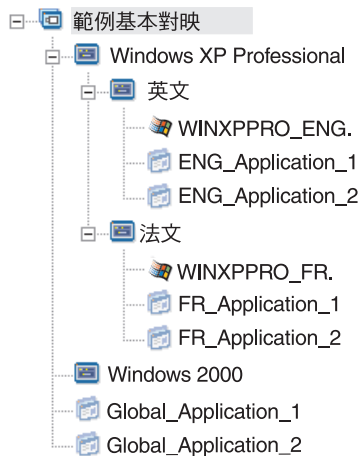 範例基本對映
Windows XP Professional
英文
WINXPPRO_ENG.
ENG_Application_1
ENG_Application_2
法文
WINXPPRO_FR.
FR_Application_1
FR_Application_2
Windows 2000
Global_Application_1
Global_Application_2